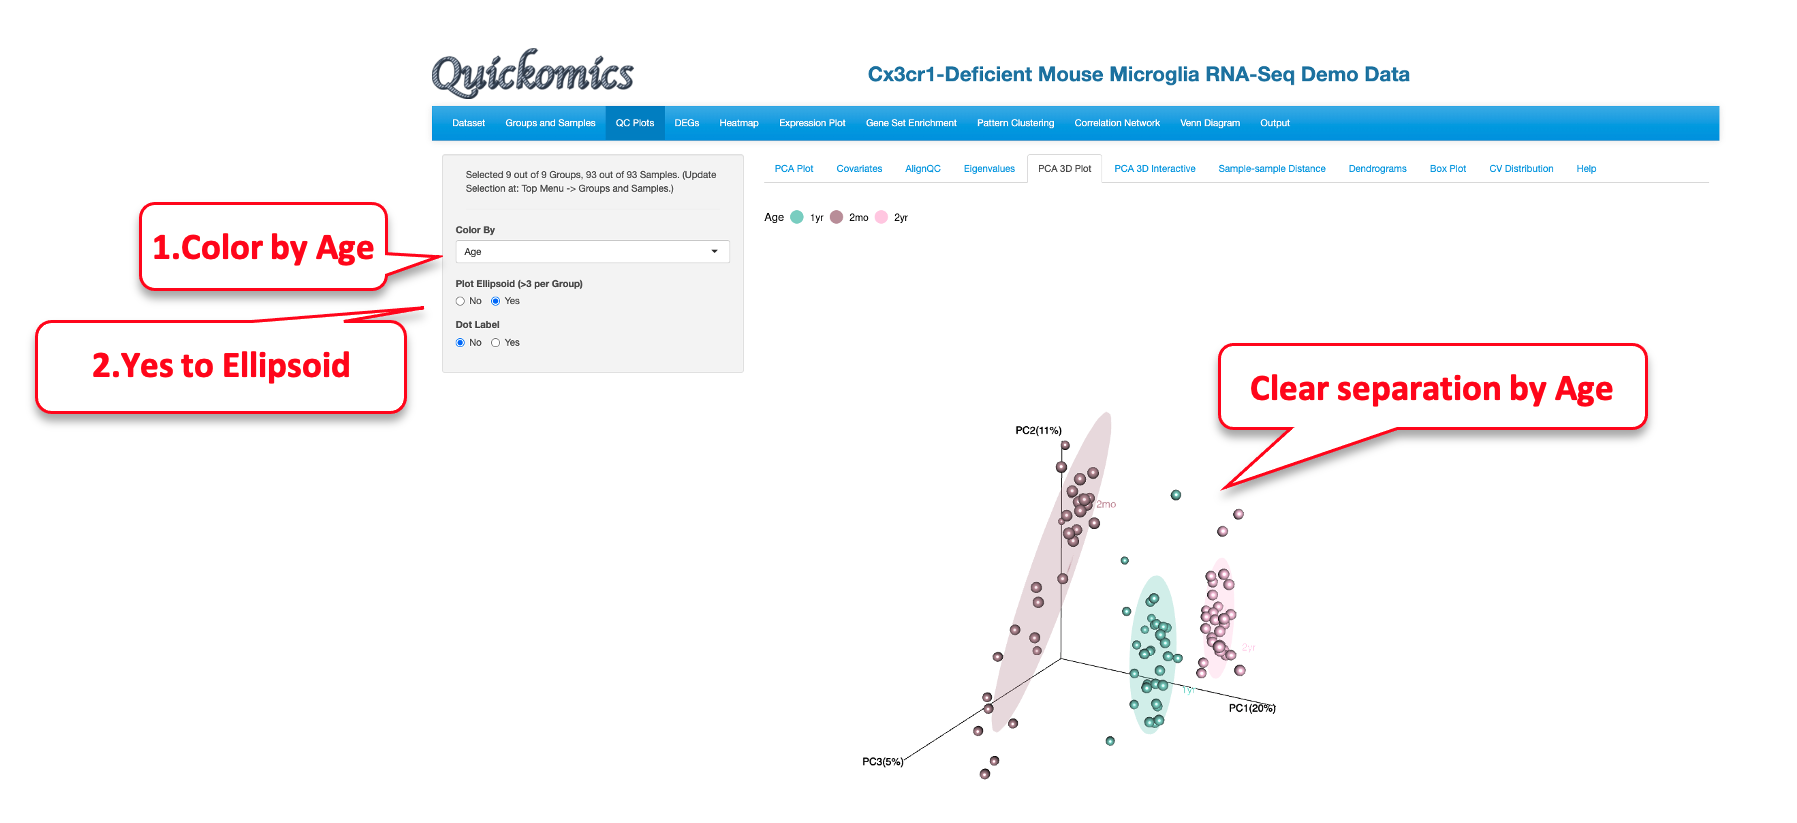 Quickomics
Cx3cr1-Deficient Mouse Microglia RNA-Seq Demo Data
Dataset Groups and Samples QC Plots DEGs Heatmap Expression Plot Gene Set Enrichment Pattern Clustering Correlation Network Venn Diagram Output
Selected 9 out of 9 Groups, 93 out of 93 Samples. (Update
Selection at: Top Menu -> Groups and Samples.)
PCA Plot Covariates AlignQC Eigenvalues PCA 3D Plot PCA 3D Interactive Sample-sample Distance Dendrograms Box Plot CV Distribution Help
Age 1yr 2mo 2yr
Color By
Age
1.Color by Age
Plot Ellipsoid (>3 per Group)
No Yes
Dot Label
No Yes
2.Yes to Ellipsoid
Clear separation by Age
PC2(11%)
2mo
2yr
1yr
PC1(20%)
PC3(5%)